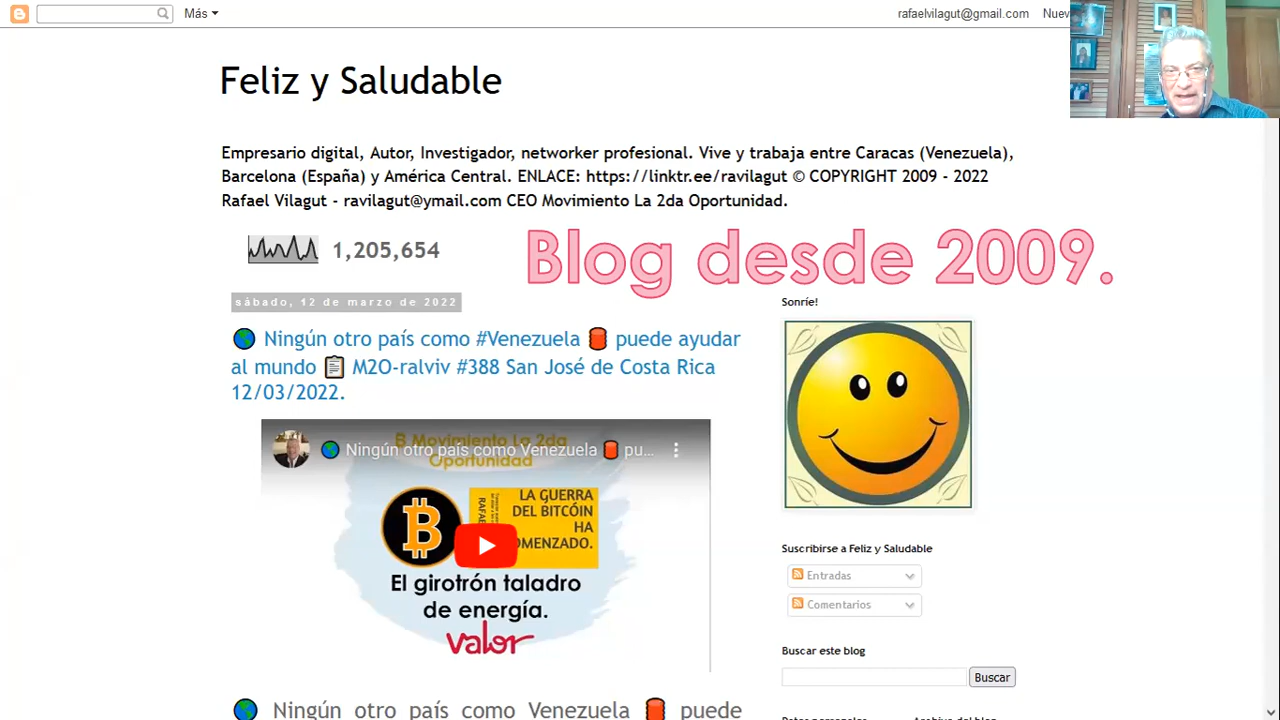 Más
rafaelvilagut@gmail.com
Feliz y Saludable
Empresario digital, Autor, Investigador, networker profesional. Vive y trabaja entre Caracas (Venezuela),
Barcelona (España) y América Central. ENLACE: https://linktr.ee/ravilagut © COPYRIGHT 2009 - 2022
Rafael Vilagut - ravilagut@ymail.com CEO Movimiento La 2da Oportunidad.
1,205,654
Blog desde 2009.
sábado, 12 de marzo de 2022
Ningún otro país como #Venezuela puede ayudar
al mundo M2O-ralviv #388 San José de Costa Rica
12/03/2022.
Ningún otro país como Venezuela pu...
B Movimiento La 2da
Oportunidad
LA GUERRA
DEL BITCÓIN
HA
El girotrón taladro
de energía.
valor
Ningún otro país como Venezuela puede
Sonríe!
Suscribirse a Feliz y Saludable
Entradas
Comentarios
Buscar este blog
Buscar